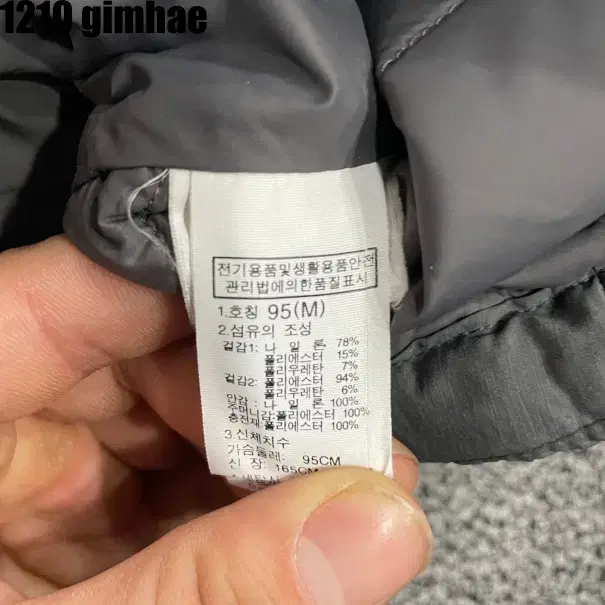 1210 gimhae
전기용품및생활용품안전
관리법에의한품질표시
1.호칭 95(M)
2.섬유의 조성
겉감1: 나 일 론 78%
폴리에스터 15%
폴리우레탄 7%
겉감2: 폴리에스터 94%
폴리우레탄 6%
안감 : 나 일 론 100%
주머니감:폴리에스터 100%
충전재:폴리에스터 100%
3.신체치수
가슴둘레: 95CM
신 장: 165CM